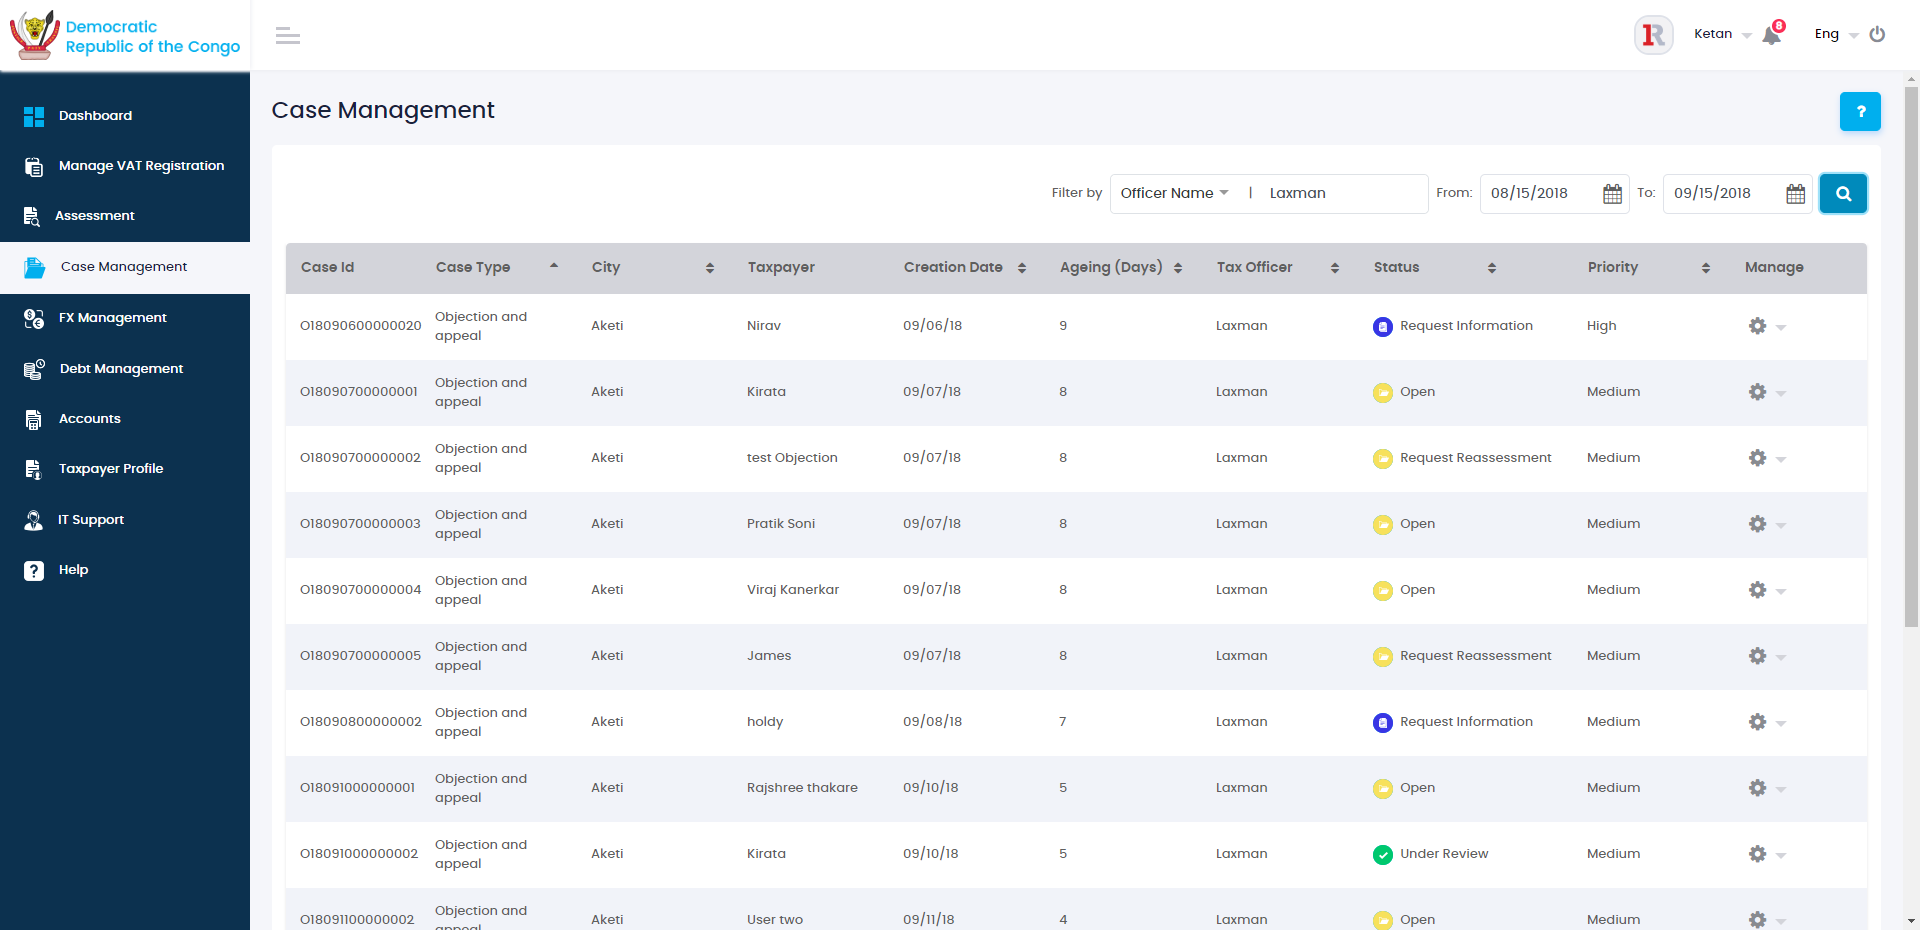 Democratic
Republic of the Congo
Ketan
8
Eng
Dashboard
Manage VAT Registration
Assessment
Case Management
FX Management
Debt Management
Accounts
Taxpayer Profile
IT Support
Help
Case Management
?
Filter by Officer Name | Laxman From: 08/15/2018 To: 09/15/2018
Case Id Case Type City Taxpayer Creation Date Ageing (Days) Tax Officer Status Priority Manage
O18090600000020 Objection and appeal Aketi Nirav 09/06/18 9 Laxman Request Information High
O18090700000001 Objection and appeal Aketi Kirata 09/07/18 8 Laxman Open Medium
O18090700000002 Objection and appeal Aketi test Objection 09/07/18 8 Laxman Request Reassessment Medium
O18090700000003 Objection and appeal Aketi Pratik Soni 09/07/18 8 Laxman Open Medium
O18090700000004 Objection and appeal Aketi Viraj Kanerkar 09/07/18 8 Laxman Open Medium
O18090700000005 Objection and appeal Aketi James 09/07/18 8 Laxman Request Reassessment Medium
O18090800000002 Objection and appeal Aketi holdy 09/08/18 7 Laxman Request Information Medium
O18091000000001 Objection and appeal Aketi Rajshree thakare 09/10/18 5 Laxman Open Medium
O18091000000002 Objection and appeal Aketi Kirata 09/10/18 5 Laxman Under Review Medium
O18091100000002 Objection and appeal Aketi User two 09/11/18 4 Laxman Open Medium